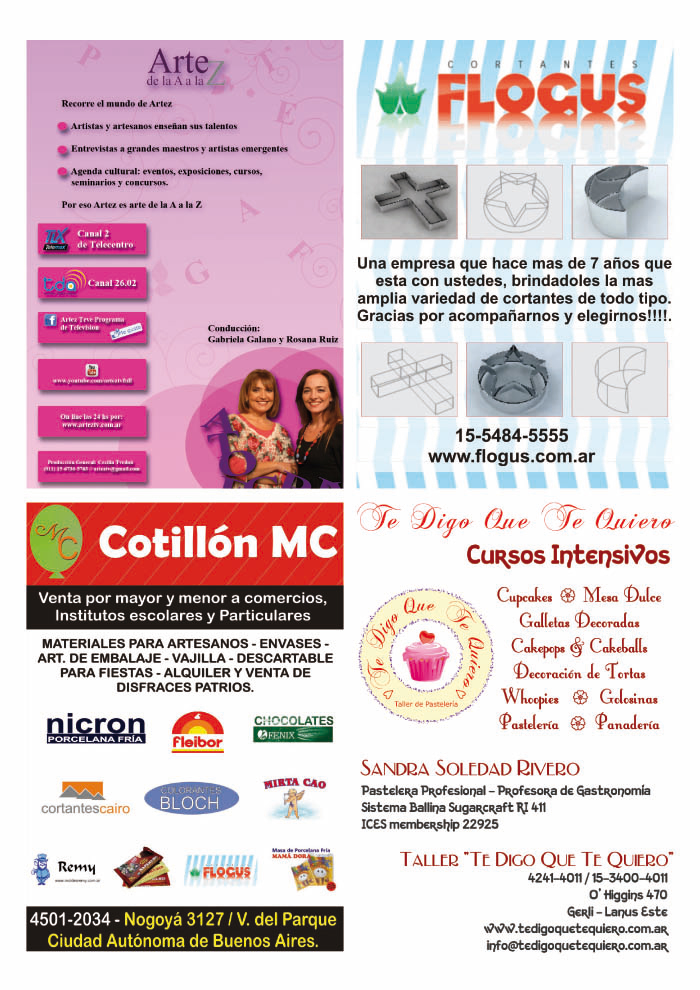 Artez
de la A a la Z
Recorre el mundo de Artez
Artistas y artesanos enseñan sus talentos
Entrevistas a grandes maestros y artistas emergentes
Agenda cultural: eventos, exposiciones, cursos,
seminarios y concursos.
Por eso Artez es arte de la A a la Z
Canal 2
de Telecentro
Canal 26.02
Artez Teve Programa
de Television
Me gusta
On line las 24 hs por:
www.arteztv.com.ar
Conducción:
Gabriela Galano y Rosana Ruiz
CORTANTES
FLOGUS
Una empresa que hace mas de 7 años que
esta con ustedes, brindadoles la mas
amplia variedad de cortantes de todo tipo.
Gracias por acompañarnos y elegirnos!!!!.
15-5484-5555
www.flogus.com.ar
MC
Cotillón MC
Venta por mayor y menor a comercios,
Institutos escolares y Particulares
MATERIALES PARA ARTESANOS - ENVASES -
ART. DE EMBALAJE - VAJILLA - DESCARTABLE
PARA FIESTAS - ALQUILER Y VENTA DE
DISFRACES PATRIOS.
nicron
PORCELANA FRÍA
Fleibor
CHOCOLATES
FENIX
cortantescairo
COLORANTES
BLOCH
MIRTA CAO
Remy
FLOGUS
Masa de Porcelana Fría
MAMÁ DORA
4501-2034 - Nogoyá 3127 / V. del Parque
Ciudad Autónoma de Buenos Aires.
Te Digo Que Te Quiero
Cursos Intensivos
Te Digo Que Te Quiero
Taller de Pastelería
Cupcakes Mesa Dulce
Galletas Decoradas
Cakepops & Cakeballs
Decoración de Tortas
Whoopies Golosinas
Pastelería Panadería
Sandra Soledad Rivero
Pastelera Profesional - Profesora de Gastronomía
Sistema Ballina Sugarcraft RI 411
ICES membership 22925
Taller "Te Digo Que Te Quiero"
4241-4011 / 15-3400-4011
O' Higgins 470
Gerli - Lanus Este
www.tedigoquetequiero.com.ar
info@tedigoquetequiero.com.ar